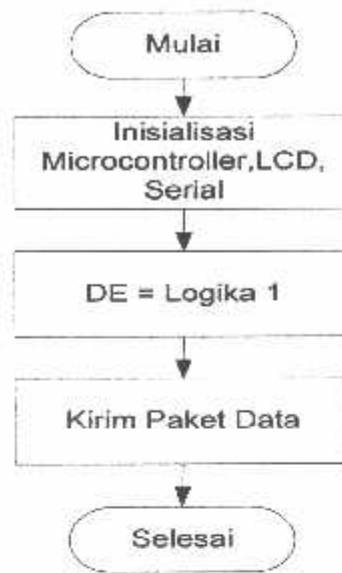 Mulai
Inisialisasi
Microcontroller,LCD,
Serial
DE = Logika 1
Kirim Paket Data
Selesai